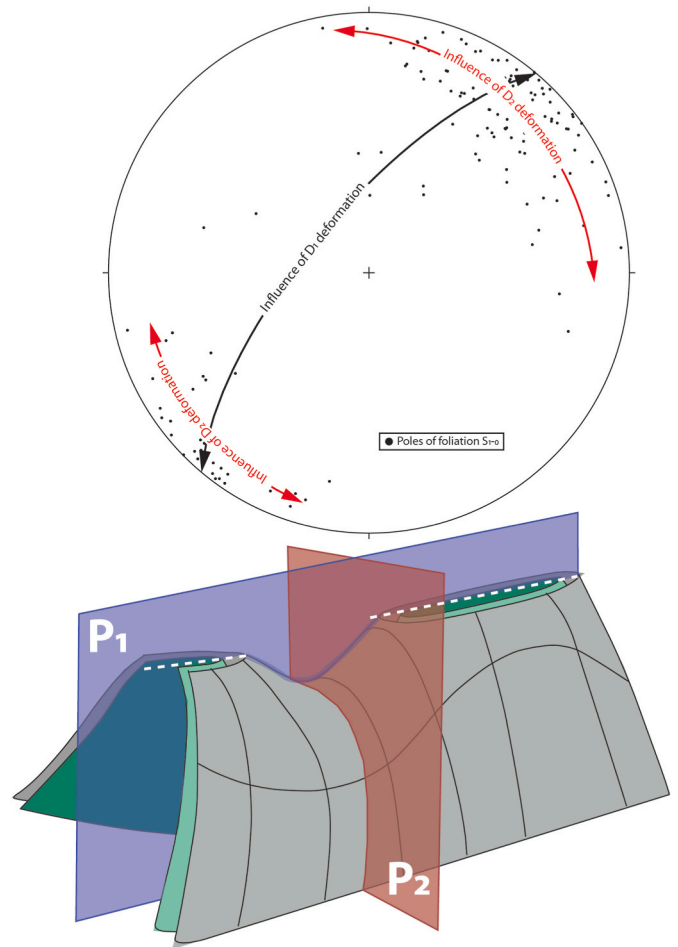 Influence of D₂ deformation
Influence of D₁ deformation
Influence of D₂ deformation
● Poles of foliation S₁₋₀
P₁
P₂